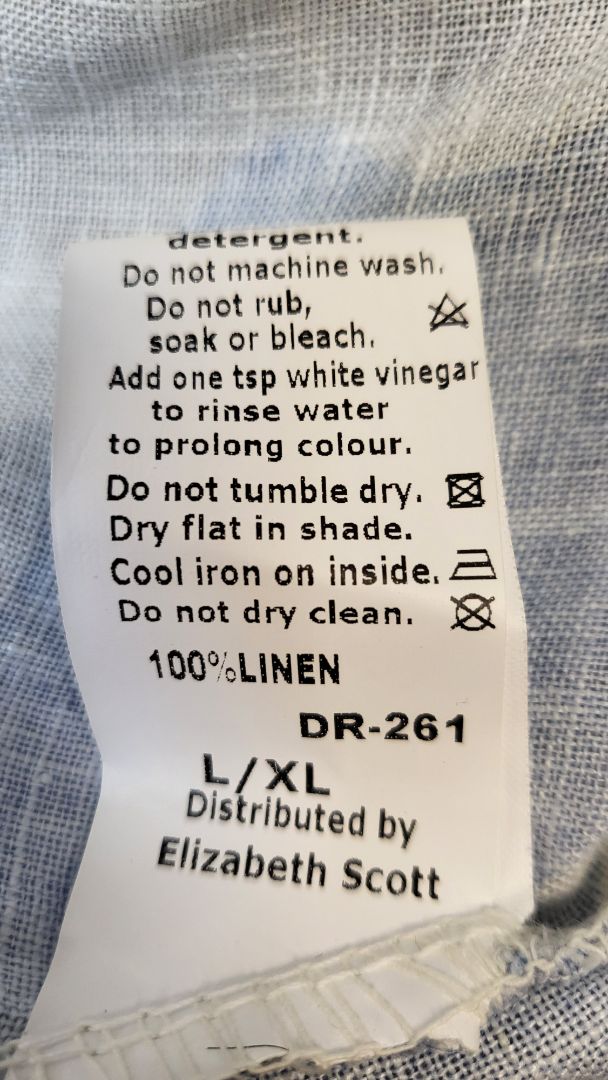 detergent.
Do not machine wash.
Do not rub,
soak or bleach.
Add one tsp white vinegar
to rinse water
to prolong colour.
Do not tumble dry.
Dry flat in shade.
Cool iron on inside.
Do not dry clean.
100%LINEN
DR-261
L/XL
Distributed by
Elizabeth Scott